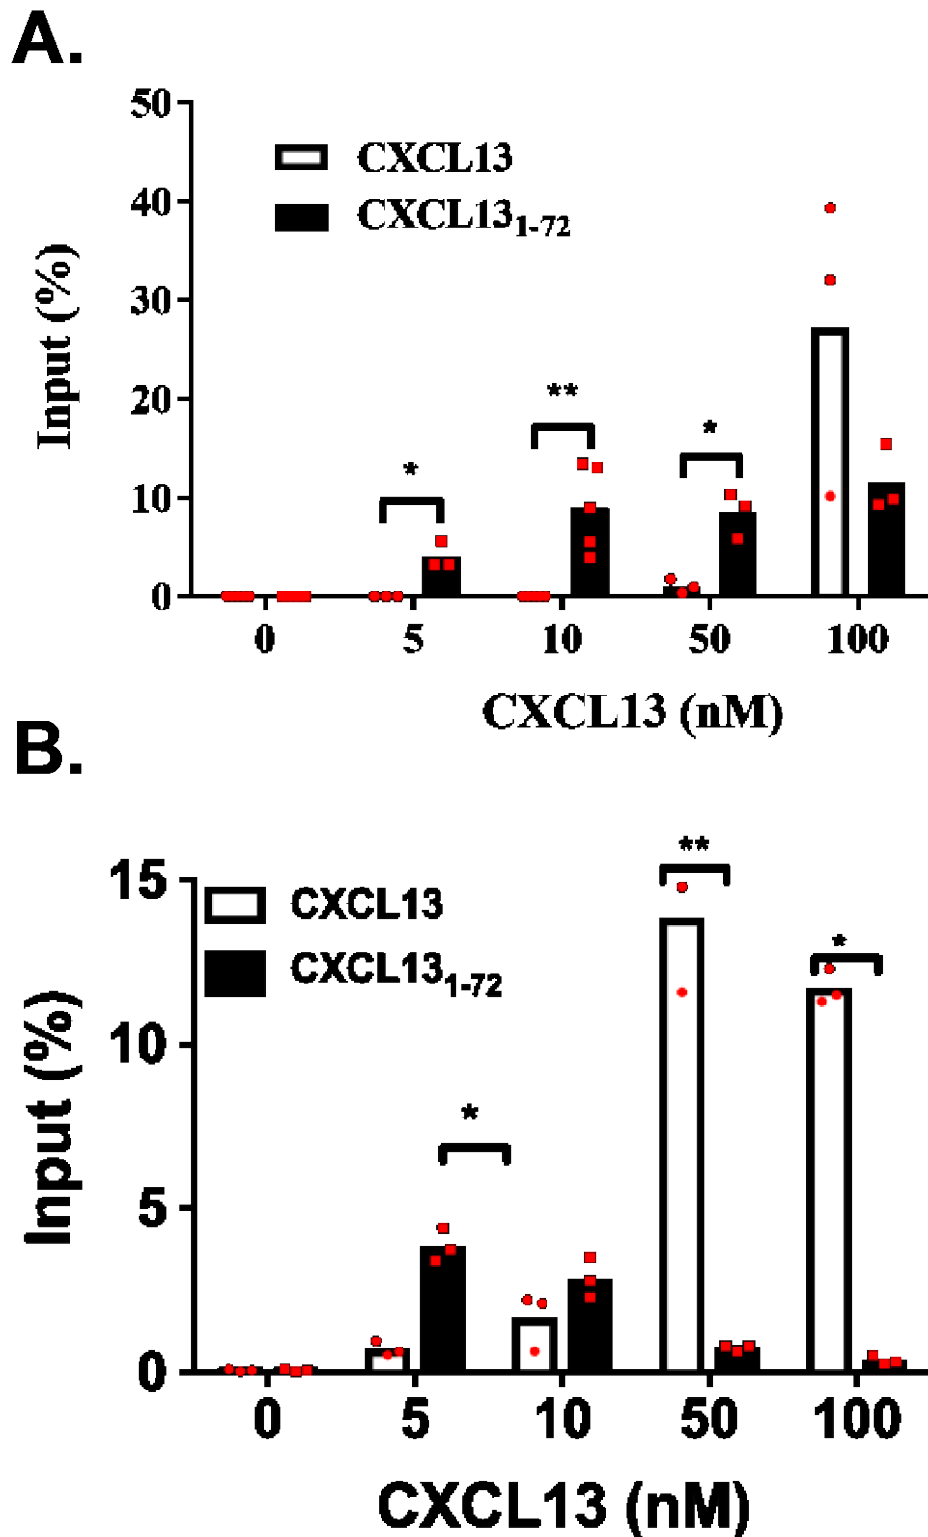 A.
50
40
30
20
10
0
Input (%)
CXCL13
CXCL13₁₋₇₂
*
**
*
0 5 10 50 100
CXCL13 (nM)
B.
15
10
5
0
Input (%)
CXCL13
CXCL13₁₋₇₂
*
**
*
0 5 10 50 100
CXCL13 (nM)